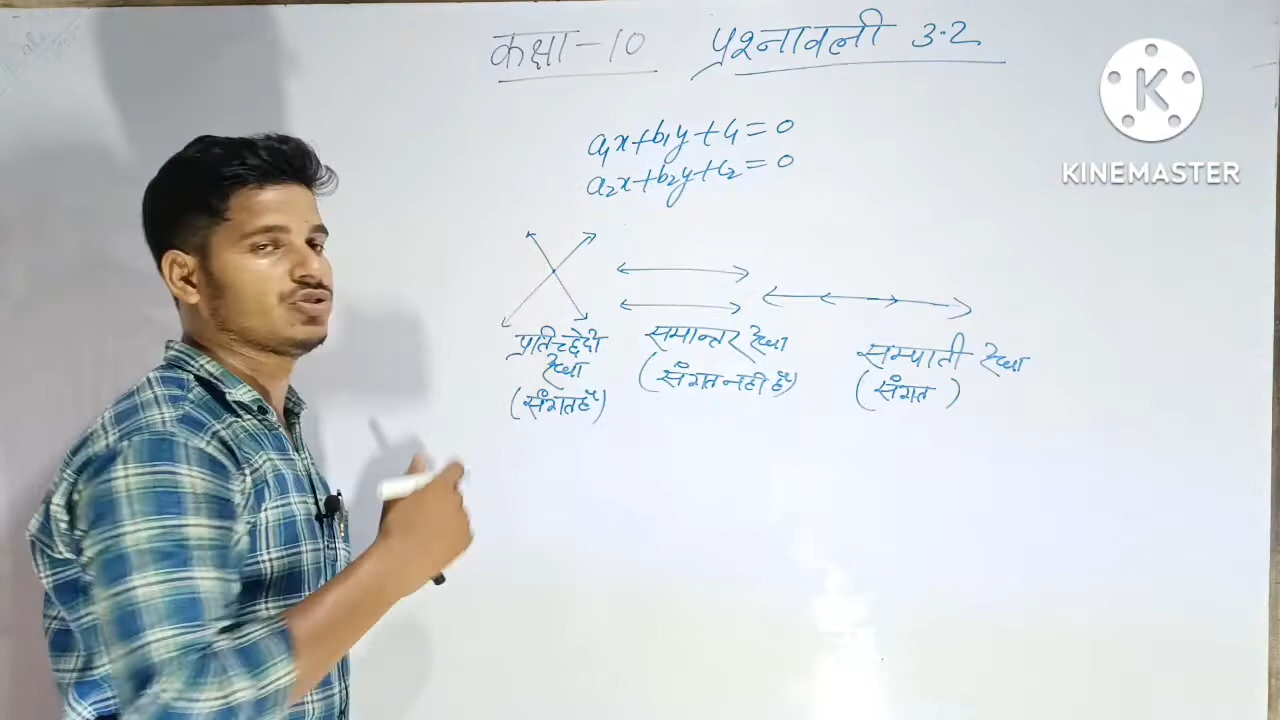 कक्षा-10 प्रश्नावली 3.2
a₁x+b₁y+c₁=0
a₂x+b₂y+c₂=0
प्रतिच्छेदी रेखा
(संगत है)
समान्तर रेखा
(संगत नही है)
सम्पाती रेखा
(संगत)
KINEMASTER